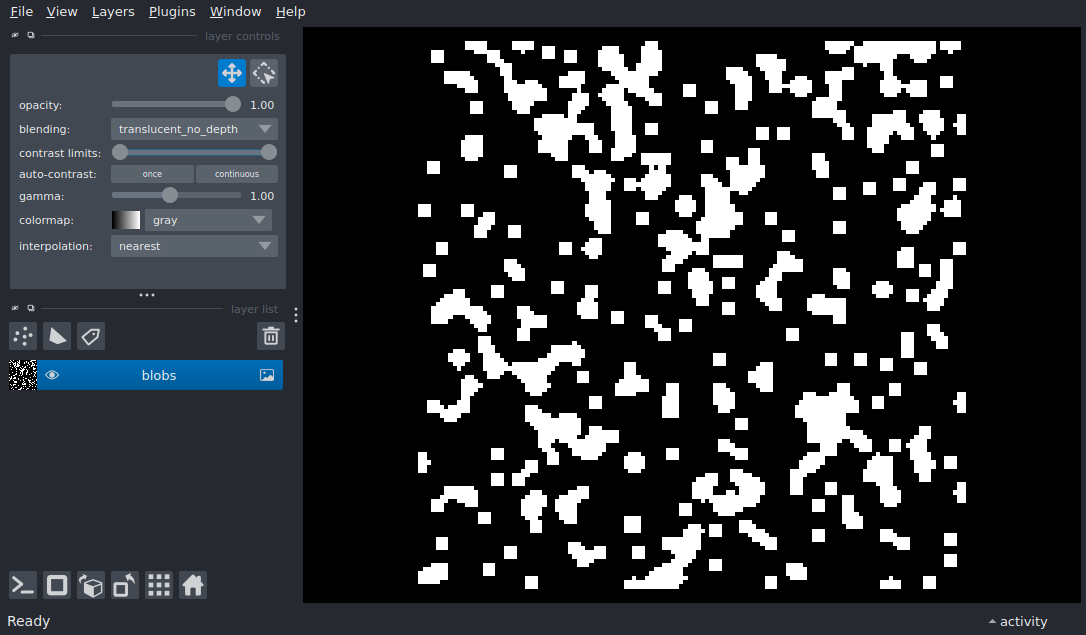 File View Layers Plugins Window Help
layer controls
opacity: 1.00
blending: translucent_no_depth
contrast limits:
auto-contrast: once continuous
gamma: 1.00
colormap: gray
interpolation: nearest
layer list
blobs
Ready activity